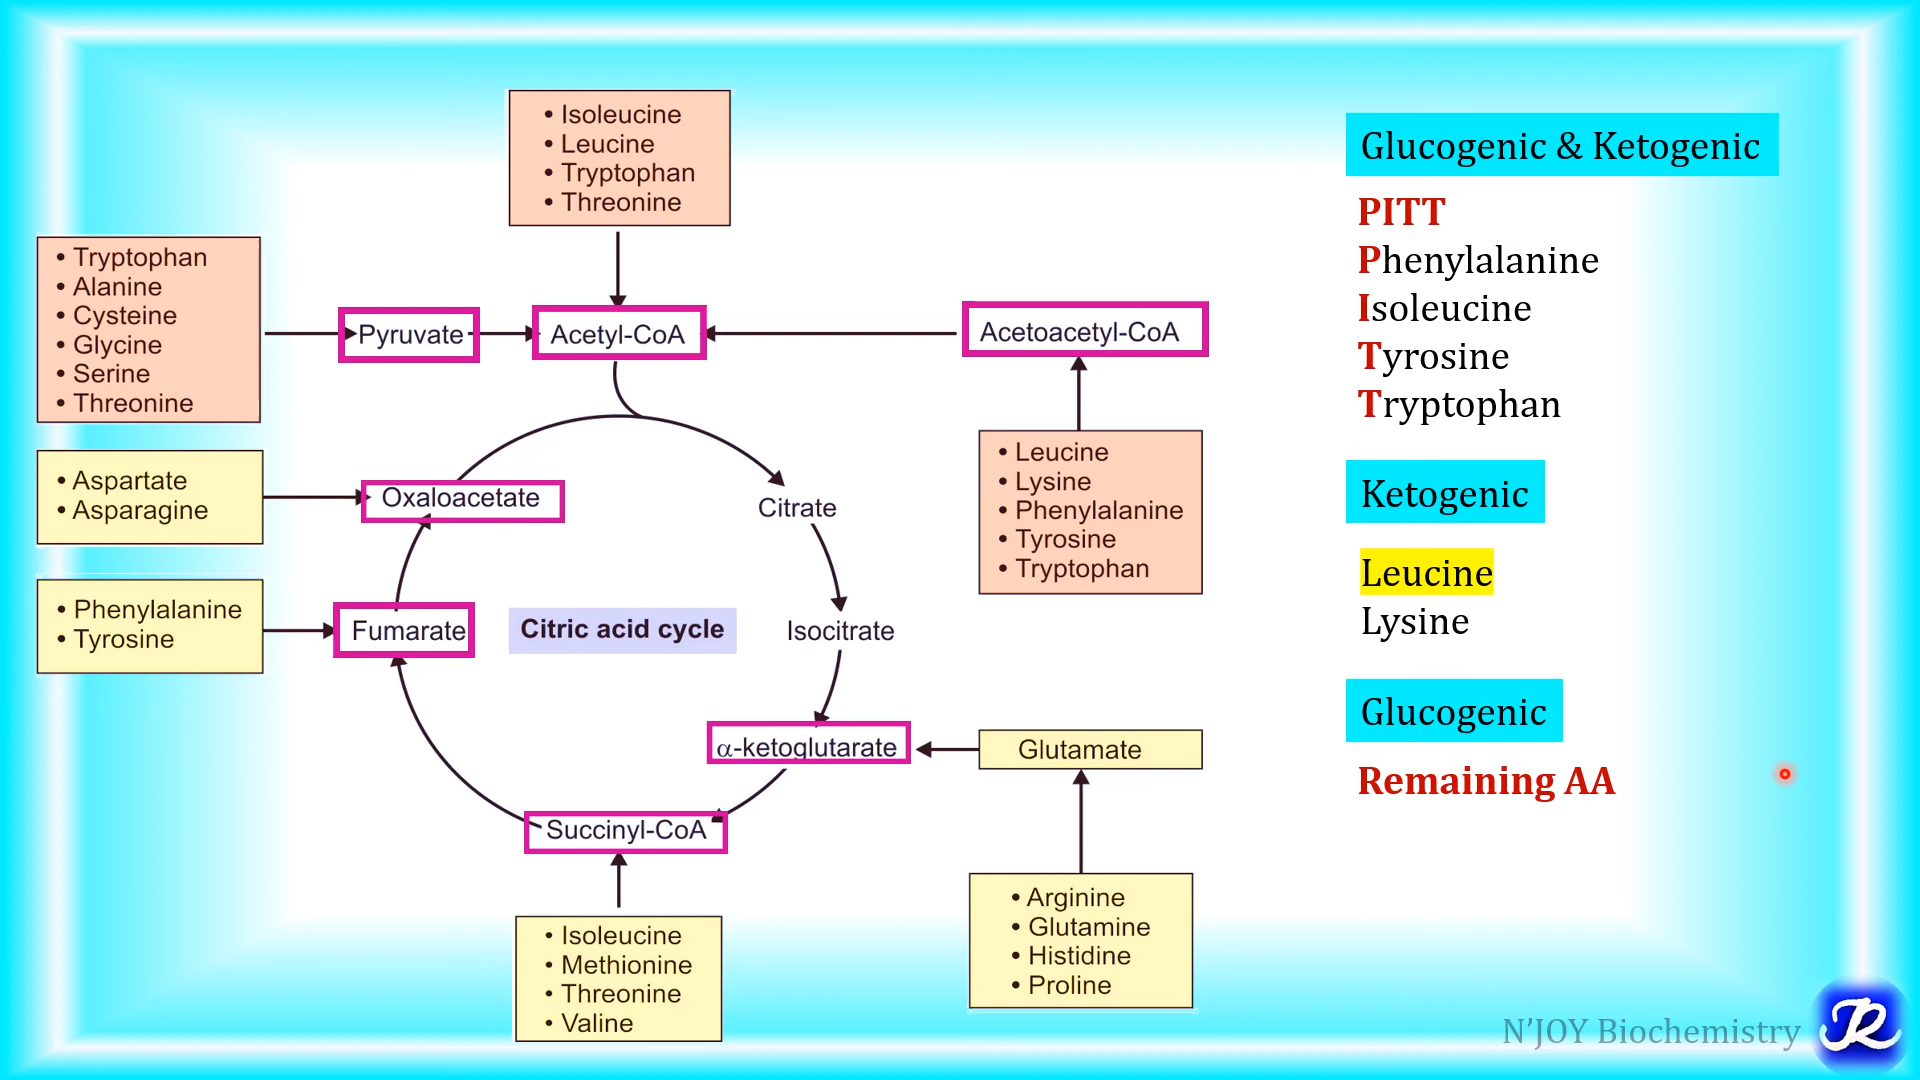 • Isoleucine
• Leucine
• Tryptophan
• Threonine
• Tryptophan
• Alanine
• Cysteine
• Glycine
• Serine
• Threonine
Pyruvate
Acetyl-CoA
Acetoacetyl-CoA
• Leucine
• Lysine
• Phenylalanine
• Tyrosine
• Tryptophan
• Aspartate
• Asparagine
Oxaloacetate
Citrate
• Phenylalanine
• Tyrosine
Fumarate
Citric acid cycle
Isocitrate
α-ketoglutarate
Glutamate
Succinyl-CoA
• Arginine
• Glutamine
• Histidine
• Proline
• Isoleucine
• Methionine
• Threonine
• Valine
Glucogenic & Ketogenic
PITT
Phenylalanine
Isoleucine
Tyrosine
Tryptophan
Ketogenic
Leucine
Lysine
Glucogenic
Remaining AA
N'JOY Biochemistry
JR